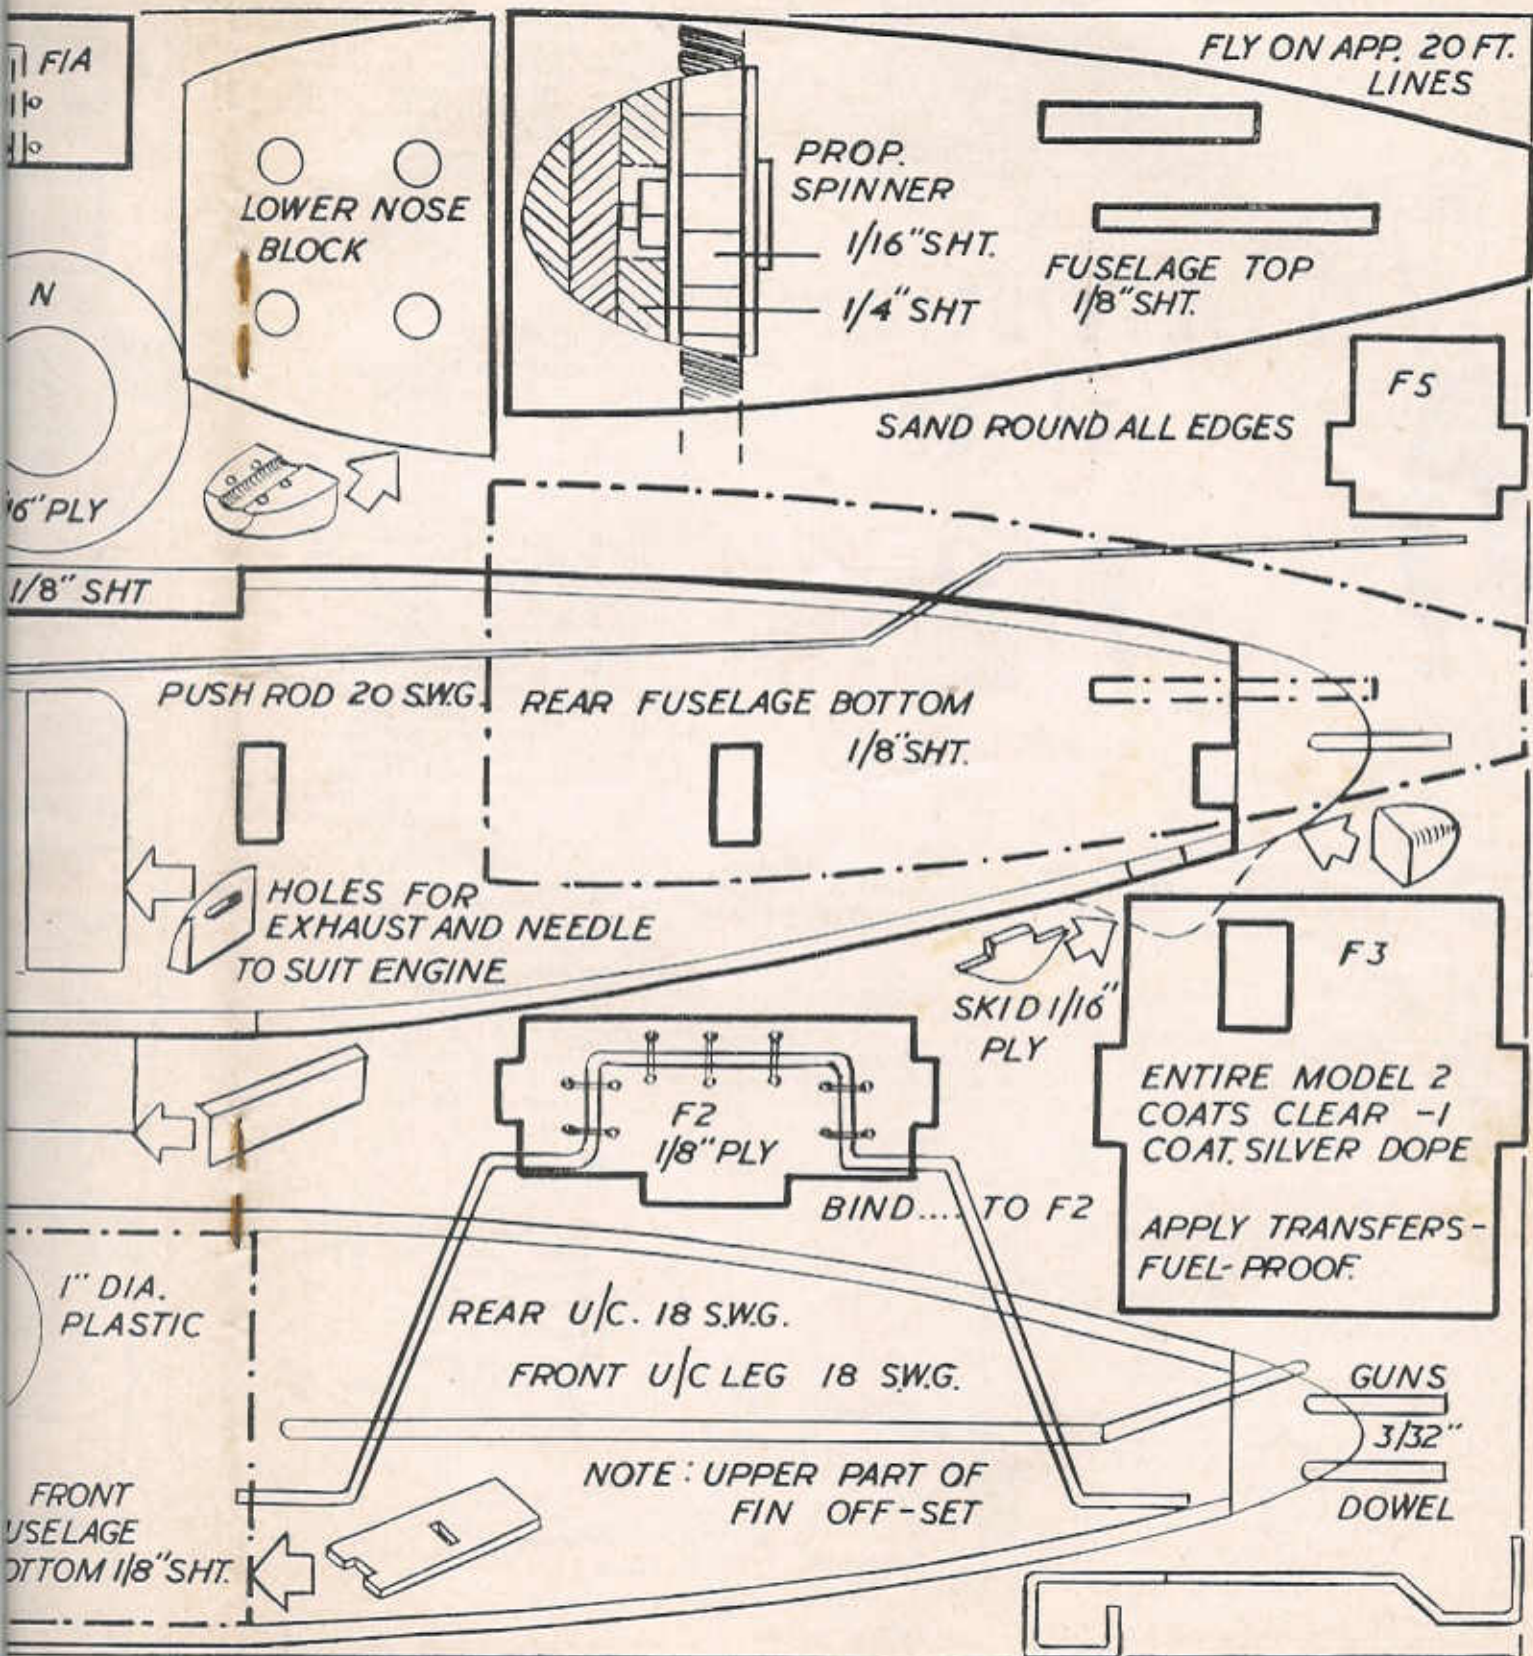 F/A
FLY ON APP. 20 FT.
LINES
PROP.
SPINNER
1/16" SHT.
1/4" SHT
LOWER NOSE
BLOCK
FUSELAGE TOP
1/8" SHT.
N
F5
SAND ROUND ALL EDGES
16" PLY
1/8" SHT
PUSH ROD 20 S.W.G.
REAR FUSELAGE BOTTOM
1/8" SHT.
HOLES FOR
EXHAUST AND NEEDLE
TO SUIT ENGINE
F3
SKID 1/16"
PLY
ENTIRE MODEL 2
COATS CLEAR -1
COAT. SILVER DOPE
APPLY TRANSFERS-
FUEL-PROOF.
F2
1/8" PLY
BIND.... TO F2
1" DIA.
PLASTIC
REAR U/C. 18 S.W.G.
FRONT U/C LEG 18 S.W.G.
GUNS
3/32"
DOWEL
NOTE: UPPER PART OF
FIN OFF-SET
FRONT
USELAGE
OTTOM 1/8" SHT.